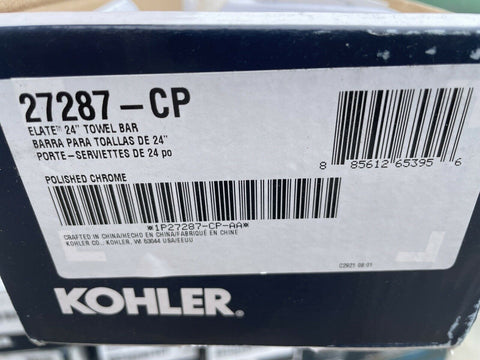 27287-CP
ELATE™ 24" TOWEL BAR
BARRA PARA TOALLAS DE 24"
PORTE-SERVIETTES DE 24 po
POLISHED CHROME
8 85612 65395 6
*1P27287-CP-AA*
CRAFTED IN CHINA/HECHO EN CHINA/FABRIQUÉ EN CHINE
KOHLER CO., KOHLER, WI 53044 USA/EEUU
KOHLER.